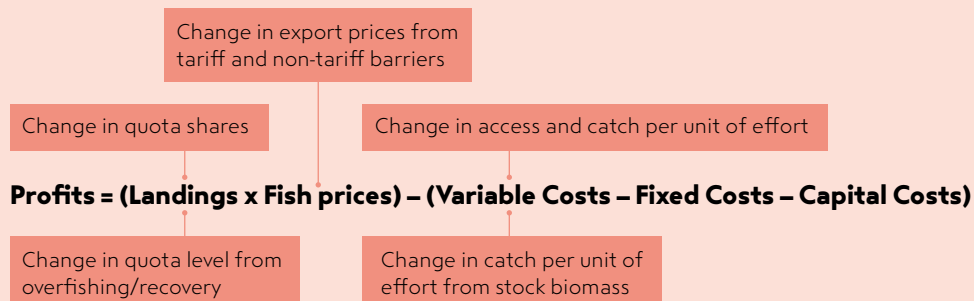 Change in export prices from
tariff and non-tariff barriers
Change in quota shares
Change in access and catch per unit of effort
Profits = (Landings x Fish prices) – (Variable Costs – Fixed Costs – Capital Costs)
Change in quota level from
overfishing/recovery
Change in catch per unit of
effort from stock biomass